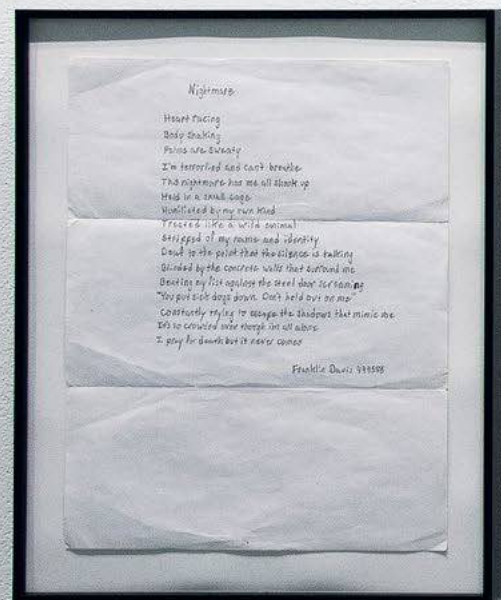 Nightmare
Heart racing
Body shaking
Palms are sweaty
I'm terrorfied and can't breathe
This nightmare has me all shook up
Held in a small cage
Humiliated by my own kind
Treated like a wild animal
Stripped of my name and identity
Dead to the point that the silence is talking
Blinded by the concrete walls that surround me
Beating my fist against the steel door screaming
"You put sick dogs down. Don't hold out on me"
Constantly trying to escape the shadows that mimic me
It's so crowded even though im all alone
I pray for death but it never comes
Franklin Davis